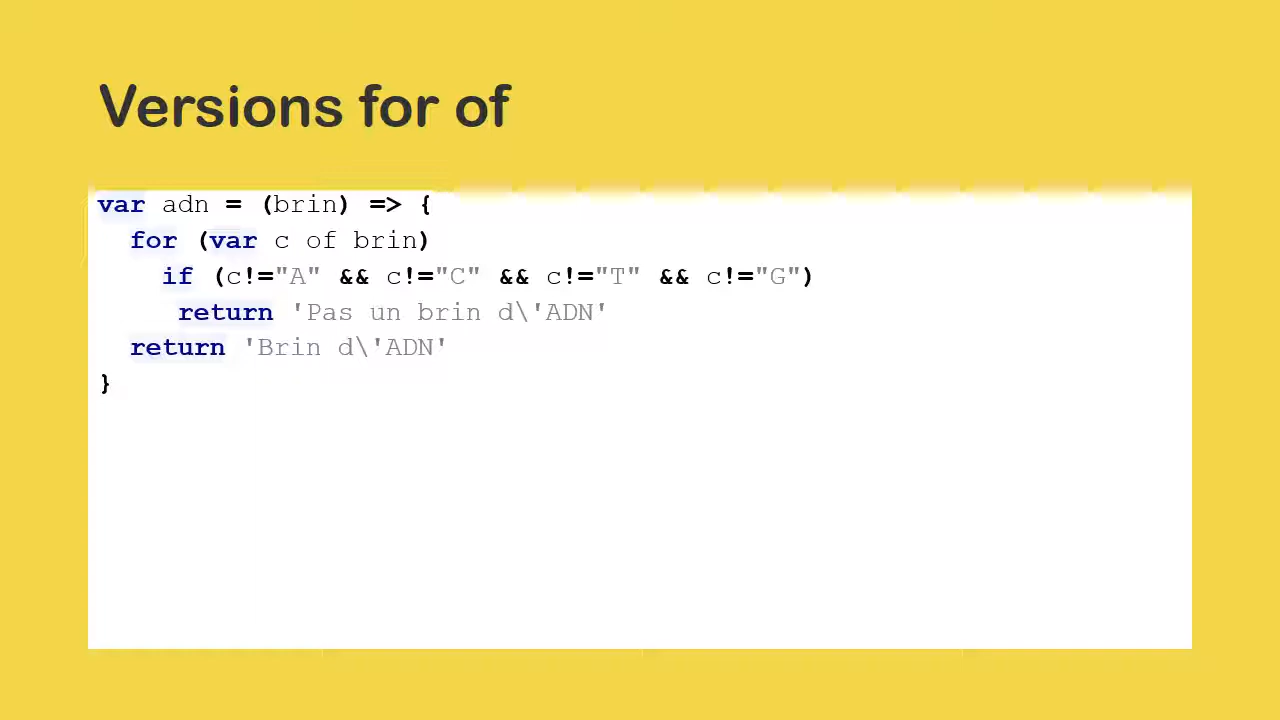 Versions for of
var adn = (brin) => {
for (var c of brin)
if (c!="A" && c!="C" && c!="T" && c!="G")
return 'Pas un brin d\'ADN'
return 'Brin d\'ADN'
}